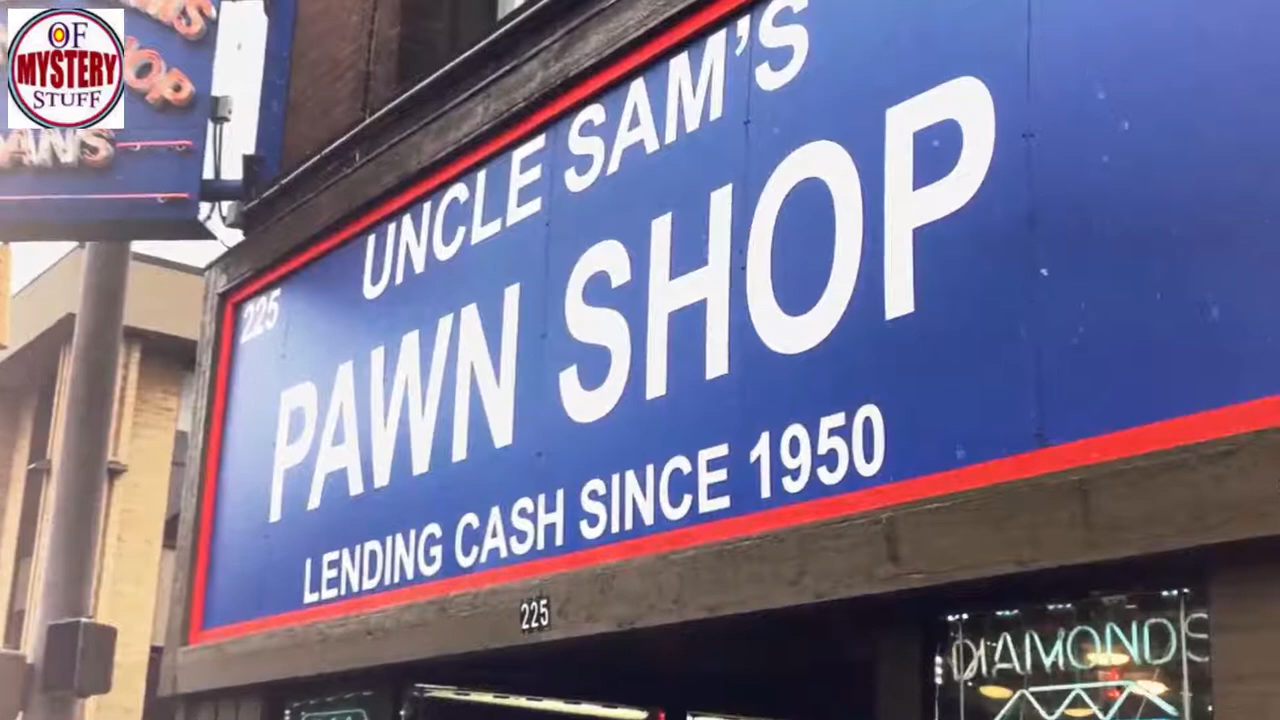 OF
MYSTERY
STUFF
UNCLE SAM'S
225
PAWN SHOP
LENDING CASH SINCE 1950
225
DIAMONDS